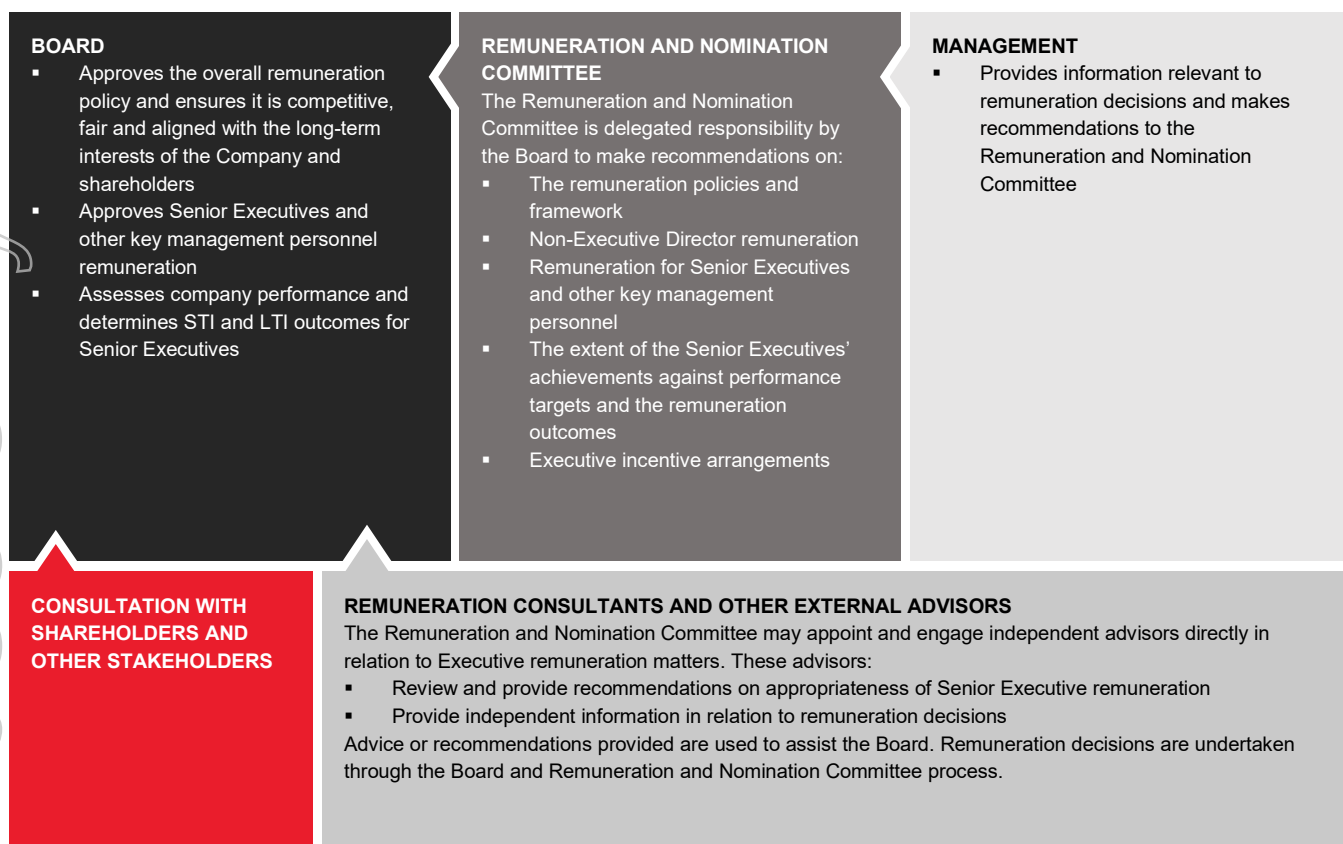 BOARD
▪ Approves the overall remuneration
policy and ensures it is competitive,
fair and aligned with the long-term
interests of the Company and
shareholders
▪ Approves Senior Executives and
other key management personnel
remuneration
▪ Assesses company performance and
determines STI and LTI outcomes for
Senior Executives
REMUNERATION AND NOMINATION
COMMITTEE
The Remuneration and Nomination
Committee is delegated responsibility by
the Board to make recommendations on:
▪ The remuneration policies and
framework
▪ Non-Executive Director remuneration
▪ Remuneration for Senior Executives
and other key management
personnel
▪ The extent of the Senior Executives’
achievements against performance
targets and the remuneration
outcomes
▪ Executive incentive arrangements
MANAGEMENT
▪ Provides information relevant to
remuneration decisions and makes
recommendations to the
Remuneration and Nomination
Committee
CONSULTATION WITH
SHAREHOLDERS AND
OTHER STAKEHOLDERS
REMUNERATION CONSULTANTS AND OTHER EXTERNAL ADVISORS
The Remuneration and Nomination Committee may appoint and engage independent advisors directly in
relation to Executive remuneration matters. These advisors:
▪ Review and provide recommendations on appropriateness of Senior Executive remuneration
▪ Provide independent information in relation to remuneration decisions
Advice or recommendations provided are used to assist the Board. Remuneration decisions are undertaken
through the Board and Remuneration and Nomination Committee process.